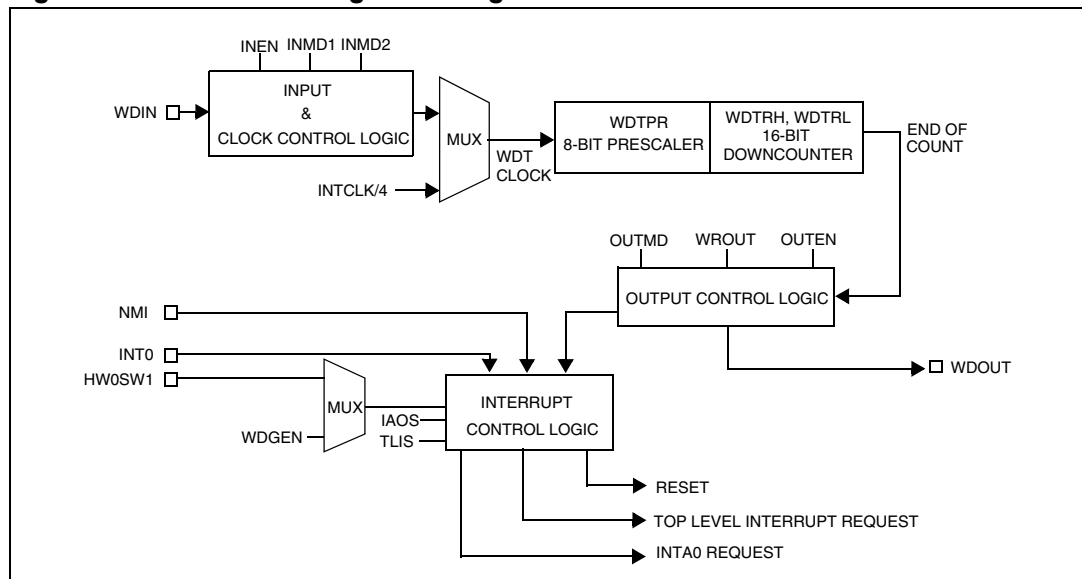 INEN INMD1 INMD2
INPUT
&
CLOCK CONTROL LOGIC
WDIN
MUX
INTCLK/4
WDT
CLOCK
WDTPR
8-BIT PRESCALER
WDTRH, WDTRL
16-BIT
DOWNCOUNTER
END OF
COUNT
OUTMD WROUT OUTEN
OUTPUT CONTROL LOGIC
WDOUT
NMI
INT0
HW0SW1
MUX
WDGEN
IAOS
TLIS
INTERRUPT
CONTROL LOGIC
RESET
TOP LEVEL INTERRUPT REQUEST
INTA0 REQUEST